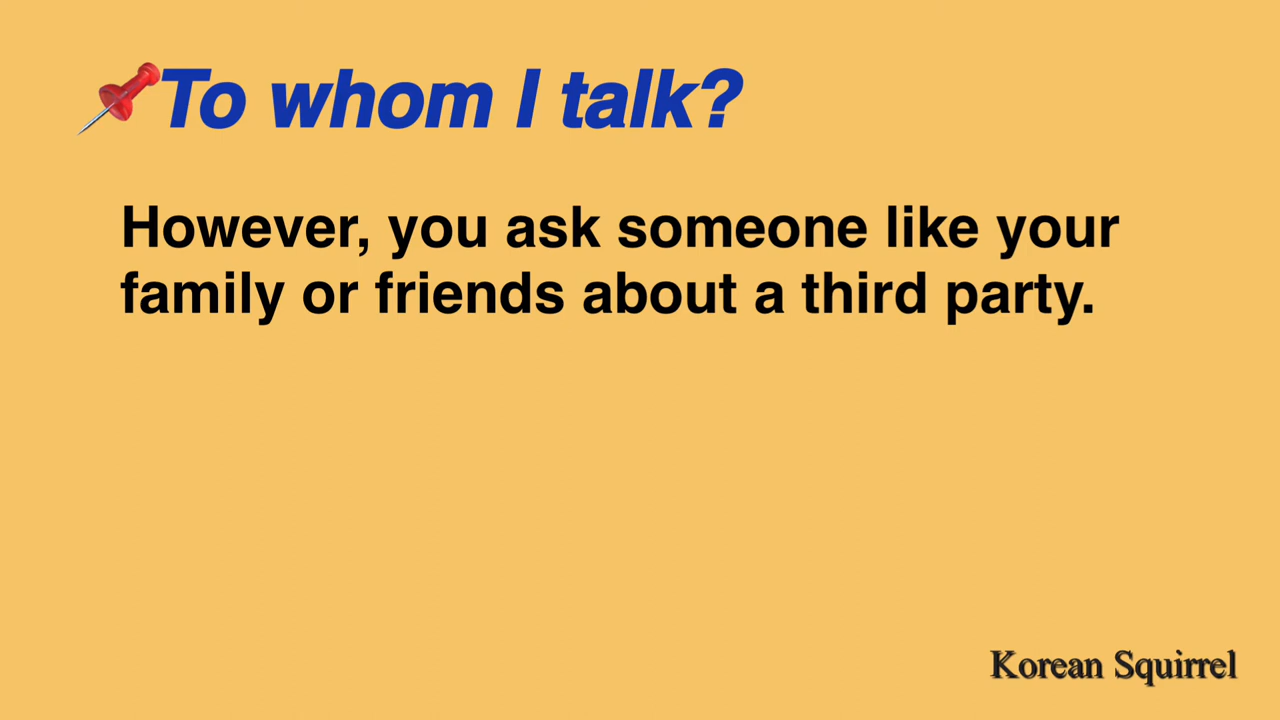 To whom I talk?
However, you ask someone like your
family or friends about a third party.
Korean Squirrel